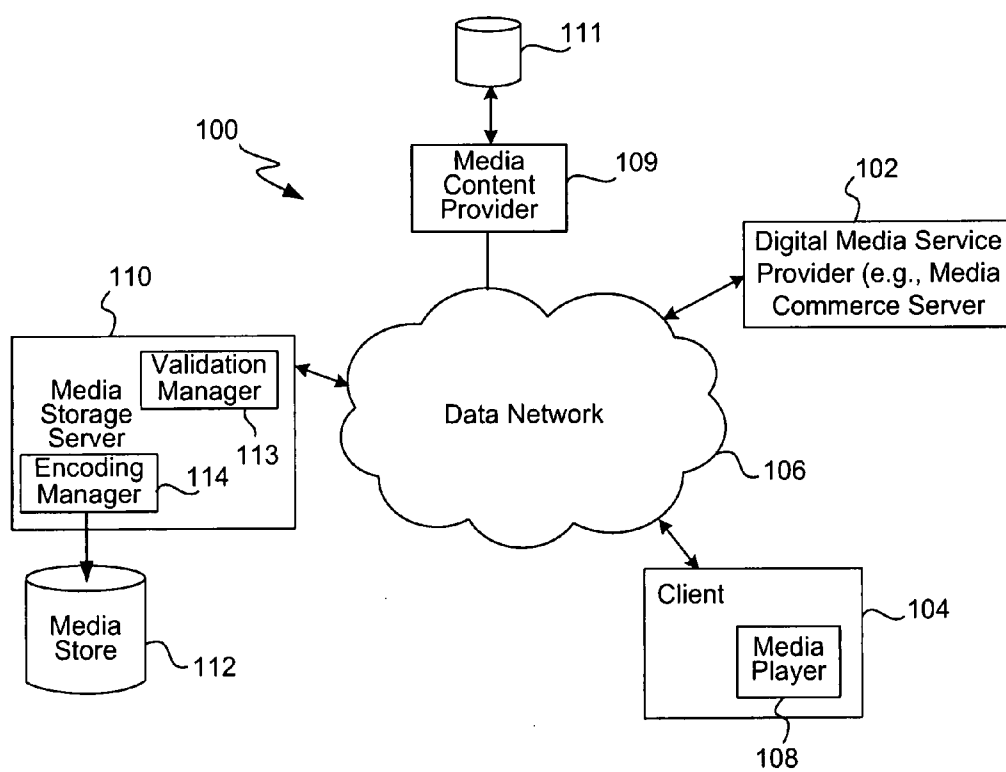 111
100
Media
Content
Provider
109
102
Digital Media Service
Provider (e.g., Media
Commerce Server
110
Validation
Manager
Media
Storage
Server
113
Encoding
Manager
114
Data Network
106
Media
Store
112
Client
104
Media
Player
108